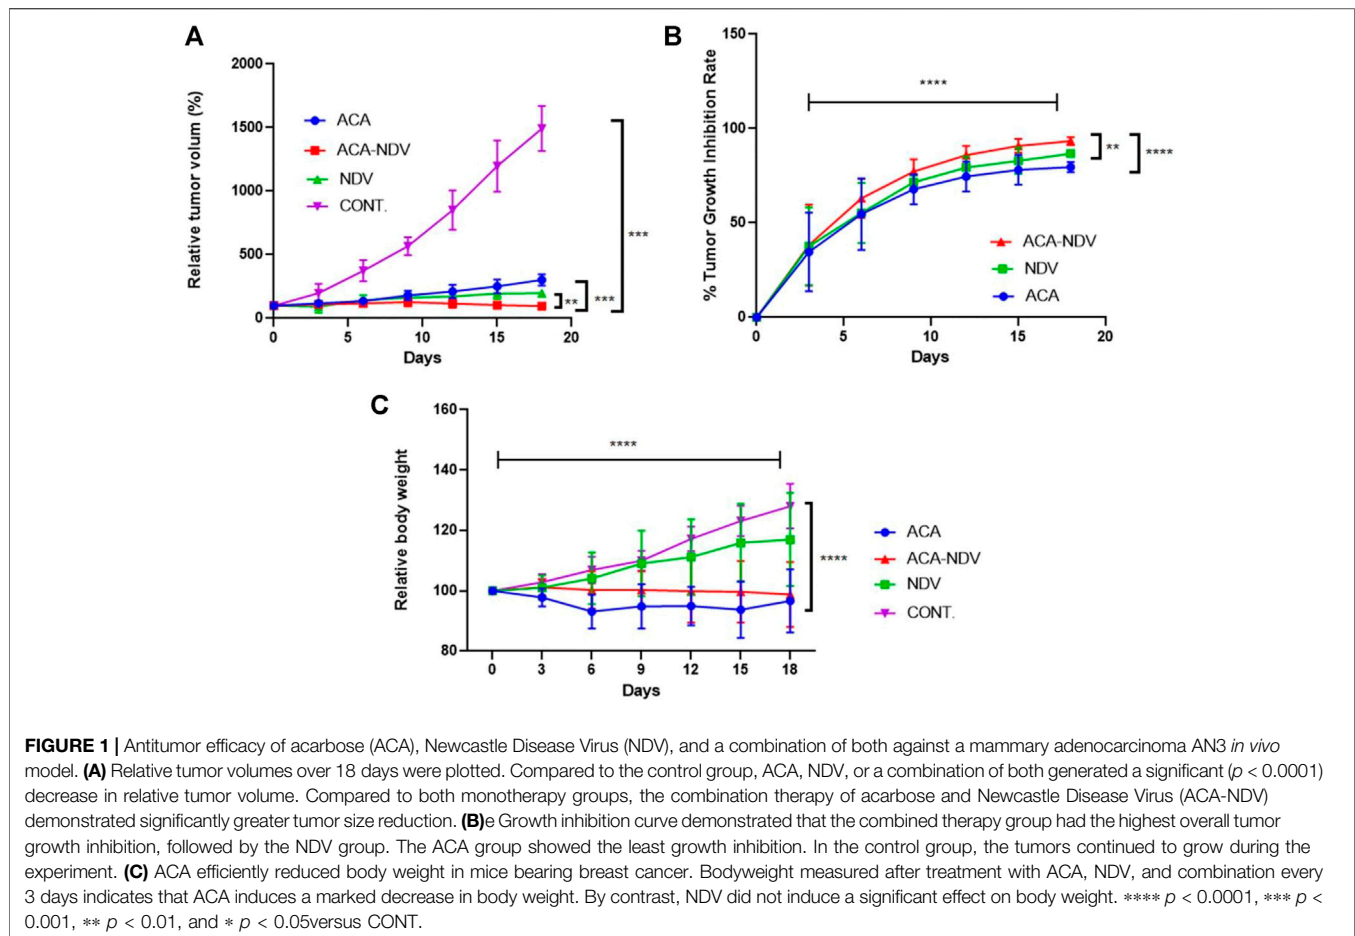 A
2000
1500
1000
500
0
Relative tumor volum (%)
ACA
ACA-NDV
NDV
CONT.
**
***
***
0 5 10 15 20
Days
B
150
100
50
0
% Tumor Growth Inhibition Rate
****
**
****
ACA-NDV
NDV
ACA
0 5 10 15 20
Days
C
160
140
120
100
80
Relative body weight
****
****
ACA
ACA-NDV
NDV
CONT.
0 3 6 9 12 15 18
Days
FIGURE 1 | Antitumor efficacy of acarbose (ACA), Newcastle Disease Virus (NDV), and a combination of both against a mammary adenocarcinoma AN3 in vivo
model. (A) Relative tumor volumes over 18 days were plotted. Compared to the control group, ACA, NDV, or a combination of both generated a significant (p < 0.0001)
decrease in relative tumor volume. Compared to both monotherapy groups, the combination therapy of acarbose and Newcastle Disease Virus (ACA-NDV)
demonstrated significantly greater tumor size reduction. (B)e Growth inhibition curve demonstrated that the combined therapy group had the highest overall tumor
growth inhibition, followed by the NDV group. The ACA group showed the least growth inhibition. In the control group, the tumors continued to grow during the
experiment. (C) ACA efficiently reduced body weight in mice bearing breast cancer. Bodyweight measured after treatment with ACA, NDV, and combination every
3 days indicates that ACA induces a marked decrease in body weight. By contrast, NDV did not induce a significant effect on body weight. **** p < 0.0001, *** p <
0.001, ** p < 0.01, and * p < 0.05versus CONT.